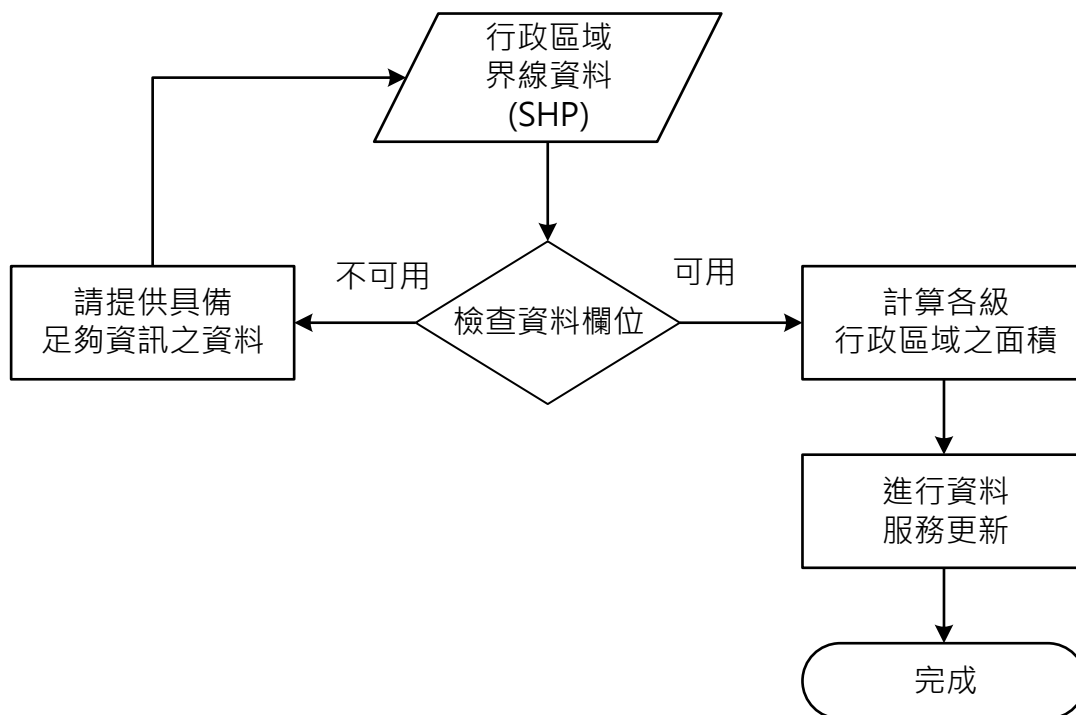 行政區域
界線資料
(SHP)
不可用
可用
請提供具備
足夠資訊之資料
檢查資料欄位
計算各級
行政區域之面積
進行資料
服務更新
完成